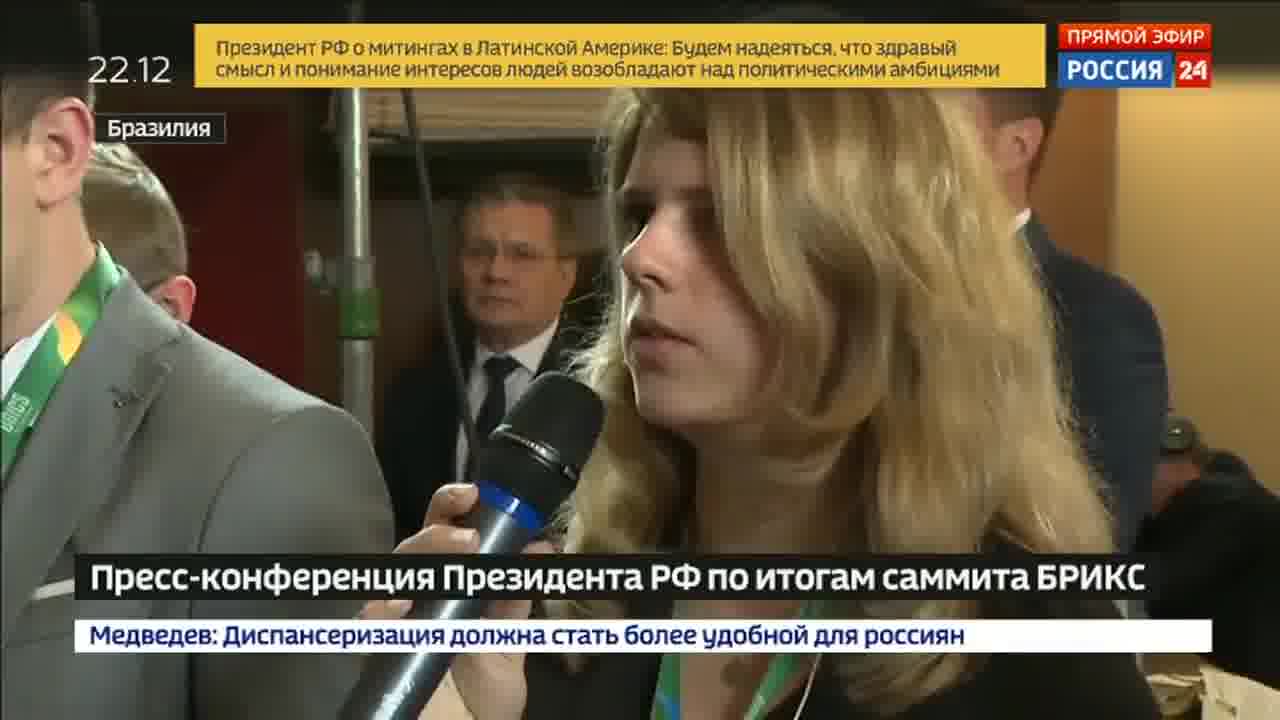 22.12
Президент РФ о митингах в Латинской Америке: Будем надеяться, что здравый
смысл и понимание интересов людей возобладают над политическими амбициями
ПРЯМОЙ ЭФИР
РОССИЯ 24
Бразилия
BRICS
Пресс-конференция Президента РФ по итогам саммита БРИКС
Медведев: Диспансеризация должна стать более удобной для россиян